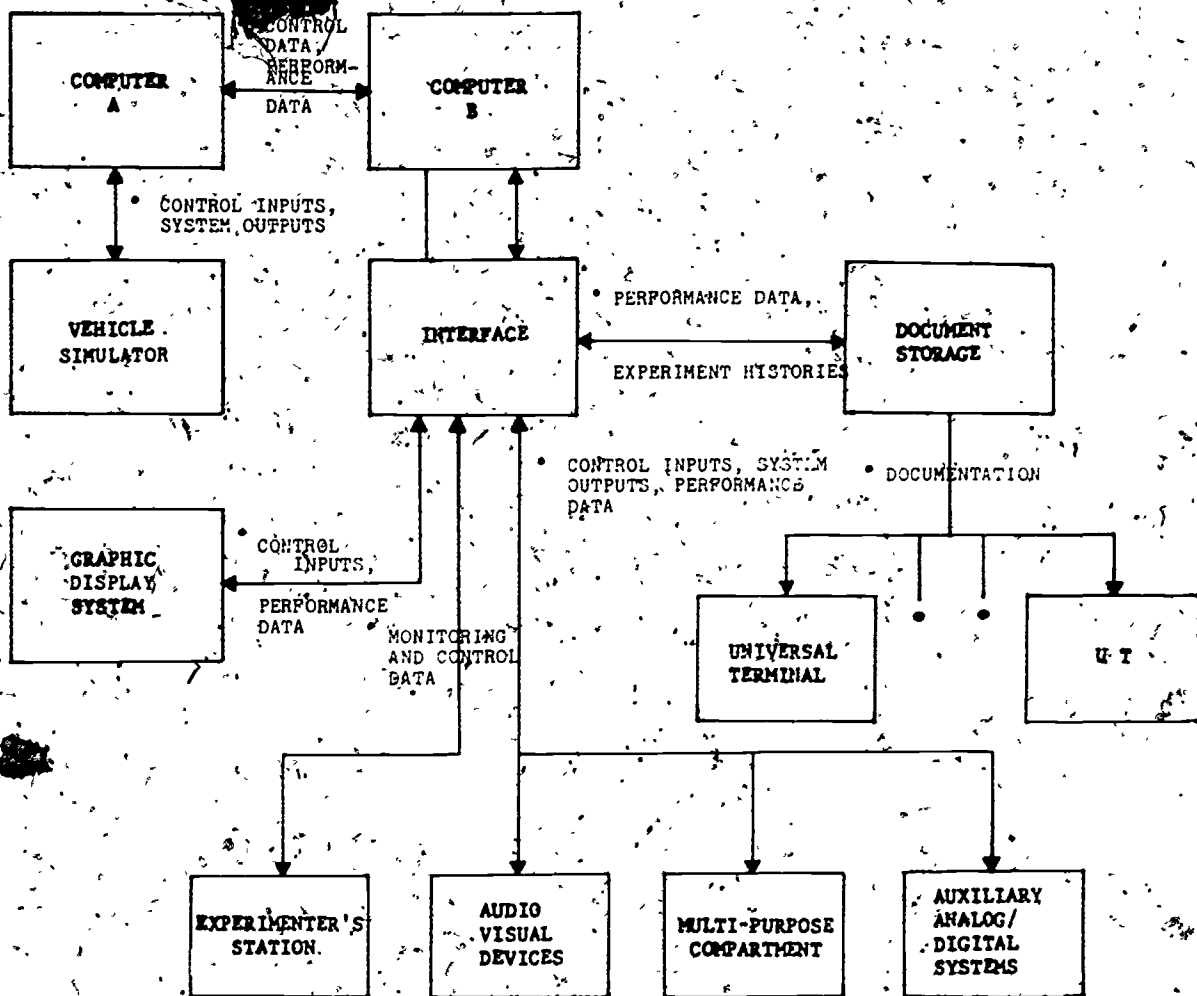 CONTROL
DATA,
PERFORM-
ANCE
DATA
COMPUTER
A
COMPUTER
B
• CONTROL INPUTS,
SYSTEM OUTPUTS
VEHICLE
SIMULATOR
INTERFACE
• PERFORMANCE DATA,
EXPERIMENT HISTORIES
DOCUMENT
STORAGE
• CONTROL INPUTS, SYSTEM
OUTPUTS, PERFORMANCE
DATA
• DOCUMENTATION
GRAPHIC
DISPLAY
SYSTEM
• CONTROL
INPUTS,
PERFORMANCE
DATA
• MONITORING
AND CONTROL
DATA
UNIVERSAL
TERMINAL
U T
EXPERIMENTER'S
STATION
AUDIO
VISUAL
DEVICES
MULTI-PURPOSE
COMPARTMENT
AUXILIARY
ANALOG/
DIGITAL
SYSTEMS